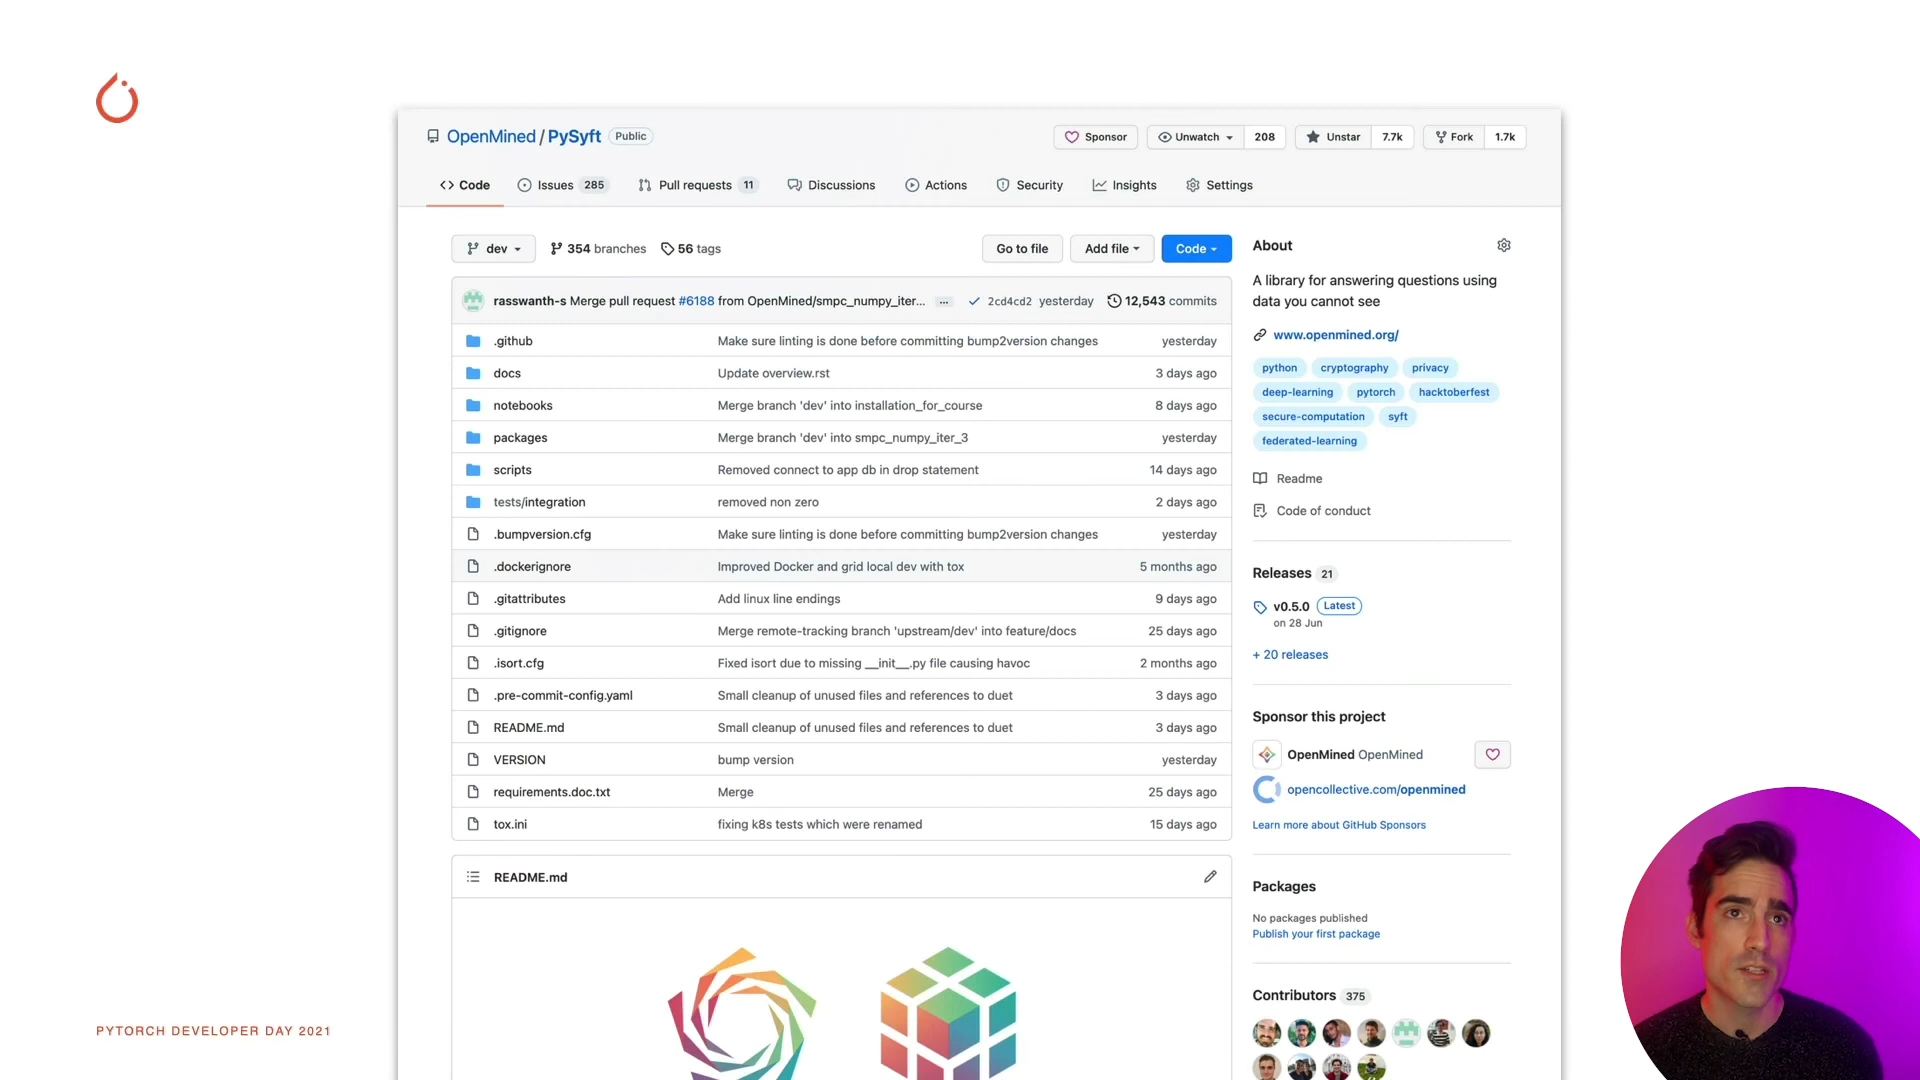 OpenMined / PySyft Public
Sponsor Unwatch 208 Unstar 7.7k Fork 1.7k
<> Code Issues 285 Pull requests 11 Discussions Actions Security Insights Settings
dev 354 branches 56 tags Go to file Add file Code
rasswanth-s Merge pull request #6188 from OpenMined/smpc_numpy_iter... ... 2cd4cd2 yesterday 12,543 commits
.github Make sure linting is done before committing bump2version changes yesterday
docs Update overview.rst 3 days ago
notebooks Merge branch 'dev' into installation_for_course 8 days ago
packages Merge branch 'dev' into smpc_numpy_iter_3 yesterday
scripts Removed connect to app db in drop statement 14 days ago
tests/integration removed non zero 2 days ago
.bumpversion.cfg Make sure linting is done before committing bump2version changes yesterday
.dockerignore Improved Docker and grid local dev with tox 5 months ago
.gitattributes Add linux line endings 9 days ago
.gitignore Merge remote-tracking branch 'upstream/dev' into feature/docs 25 days ago
.isort.cfg Fixed isort due to missing __init__.py file causing havoc 2 months ago
.pre-commit-config.yaml Small cleanup of unused files and references to duet 3 days ago
README.md Small cleanup of unused files and references to duet 3 days ago
VERSION bump version yesterday
requirements.doc.txt Merge 25 days ago
tox.ini fixing k8s tests which were renamed 15 days ago
README.md
About
A library for answering questions using
data you cannot see
www.openmined.org/
python cryptography privacy
deep-learning pytorch hacktoberfest
secure-computation syft
federated-learning
Readme
Code of conduct
Releases 21
v0.5.0 Latest
on 28 Jun
+ 20 releases
Sponsor this project
OpenMined OpenMined
opencollective.com/openmined
Learn more about GitHub Sponsors
Packages
No packages published
Publish your first package
Contributors 375
PYTORCH DEVELOPER DAY 2021